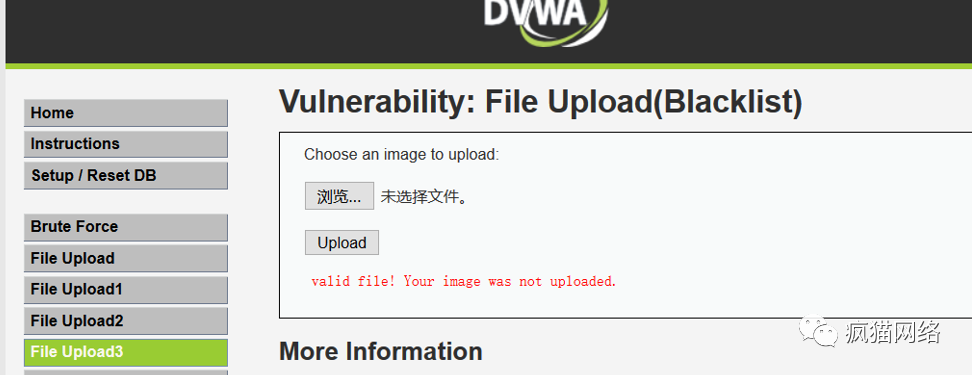 DVWA
Vulnerability: File Upload(Blacklist)
Home
Instructions
Setup / Reset DB
Brute Force
File Upload
File Upload1
File Upload2
File Upload3
Choose an image to upload:
浏览... 未选择文件。
Upload
valid file! Your image was not uploaded.
More Information
疯猫网络